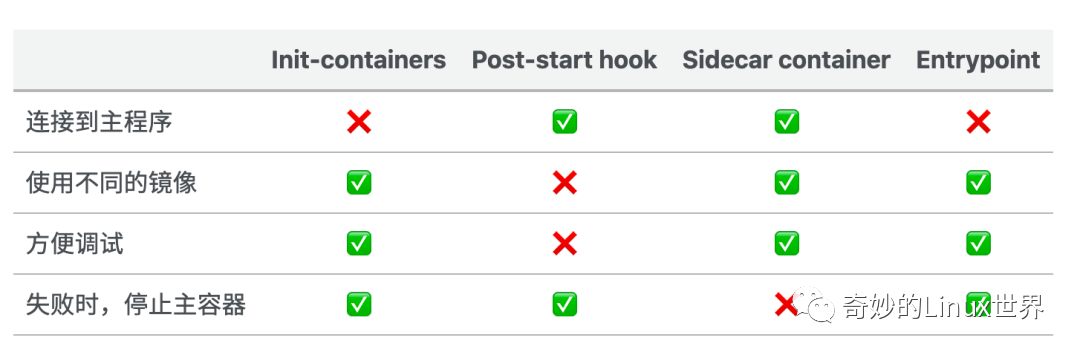 Init-containers Post-start hook Sidecar container Entrypoint
连接到主程序 ❌ ✅ ✅ ❌
使用不同的镜像 ✅ ❌ ✅ ✅
方便调试 ✅ ❌ ✅ ✅
失败时，停止主容器 ✅ ✅ ❌ ✅
奇妙的Linux世界